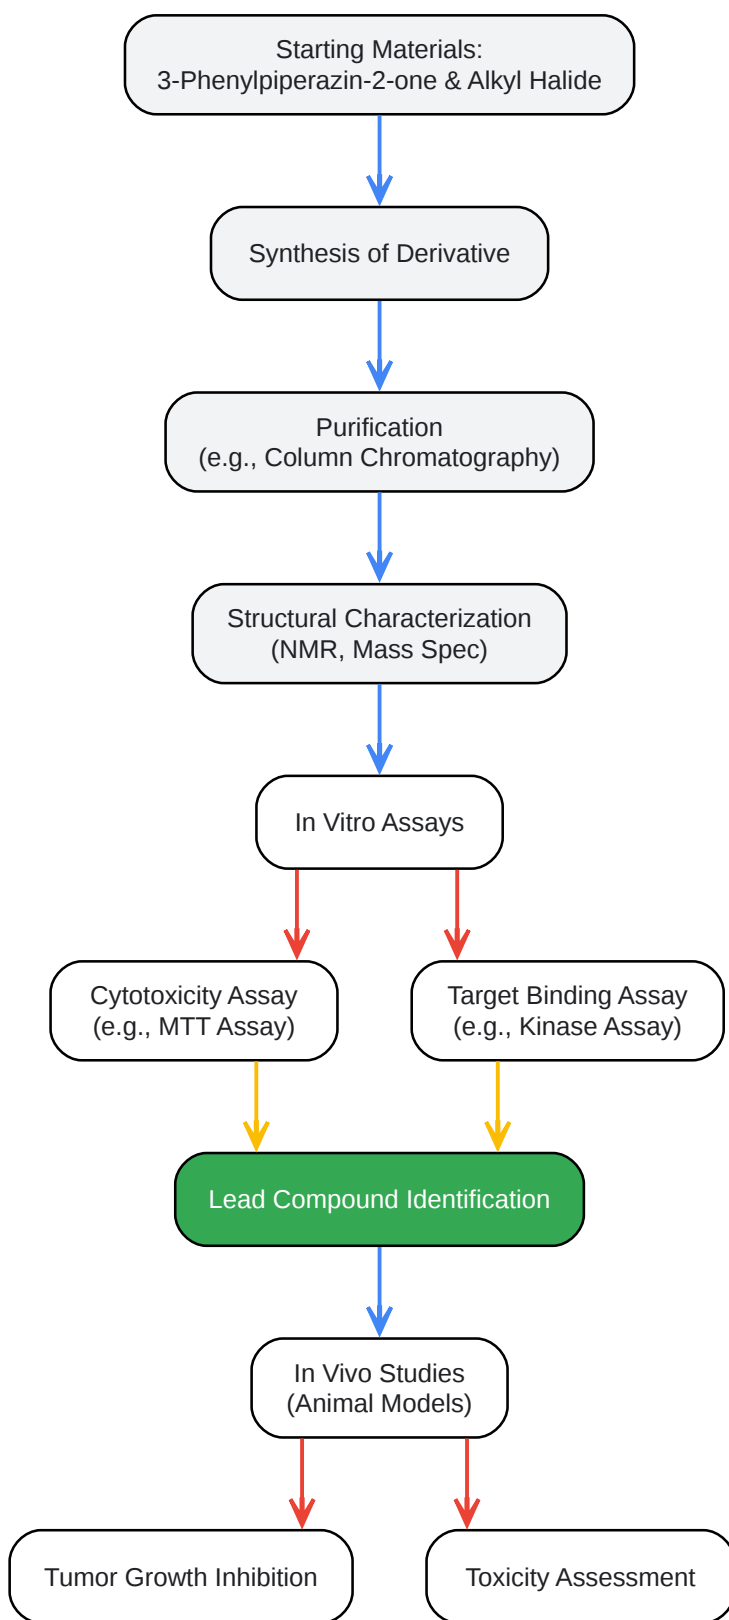 Starting Materials:
3-Phenylpiperazin-2-one & Alkyl Halide
Synthesis of Derivative
Purification
(e.g., Column Chromatography)
Structural Characterization
(NMR, Mass Spec)
In Vitro Assays
Cytotoxicity Assay
(e.g., MTT Assay)
Target Binding Assay
(e.g., Kinase Assay)
Lead Compound Identification
In Vivo Studies
(Animal Models)
Tumor Growth Inhibition
Toxicity Assessment